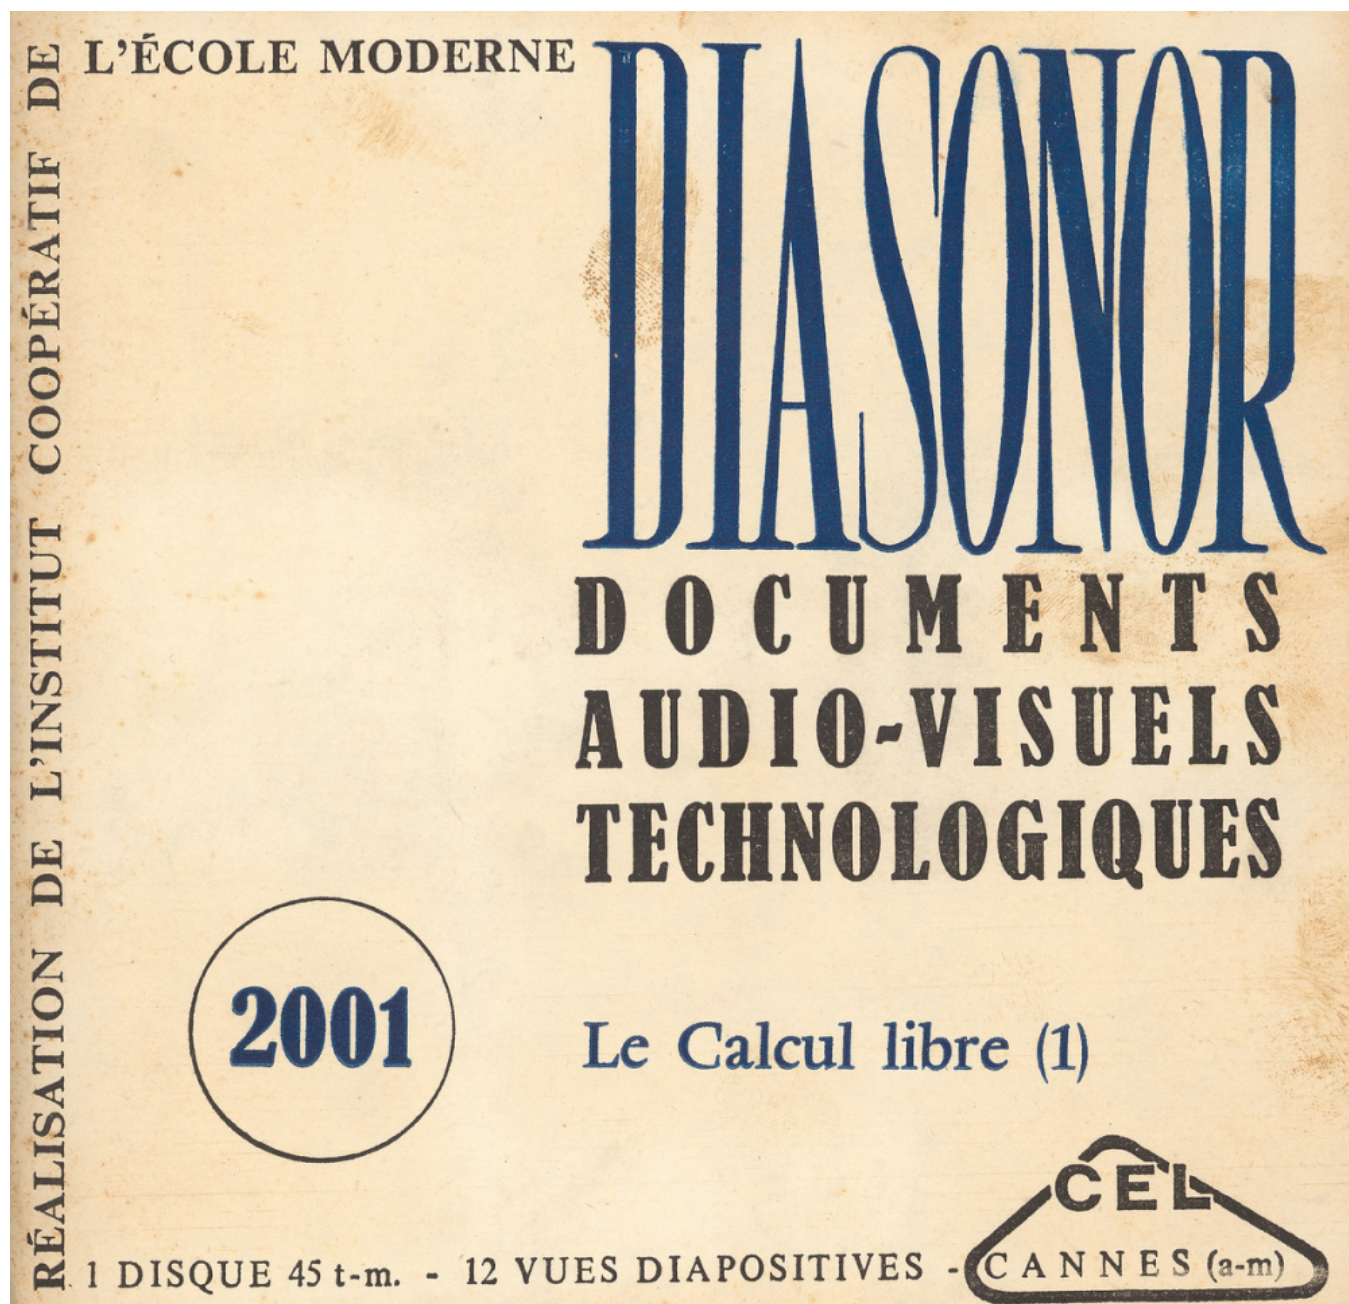 RÉALISATION DE L'INSTITUT COOPÉRATIF DE
L'ÉCOLE MODERNE
DIASONOR
DOCUMENTS
AUDIO-VISUELS
TECHNOLOGIQUES
2001
Le Calcul libre (1)
CEL
1 DISQUE 45 t-m. - 12 VUES DIAPOSITIVES - CANNES (a-m)